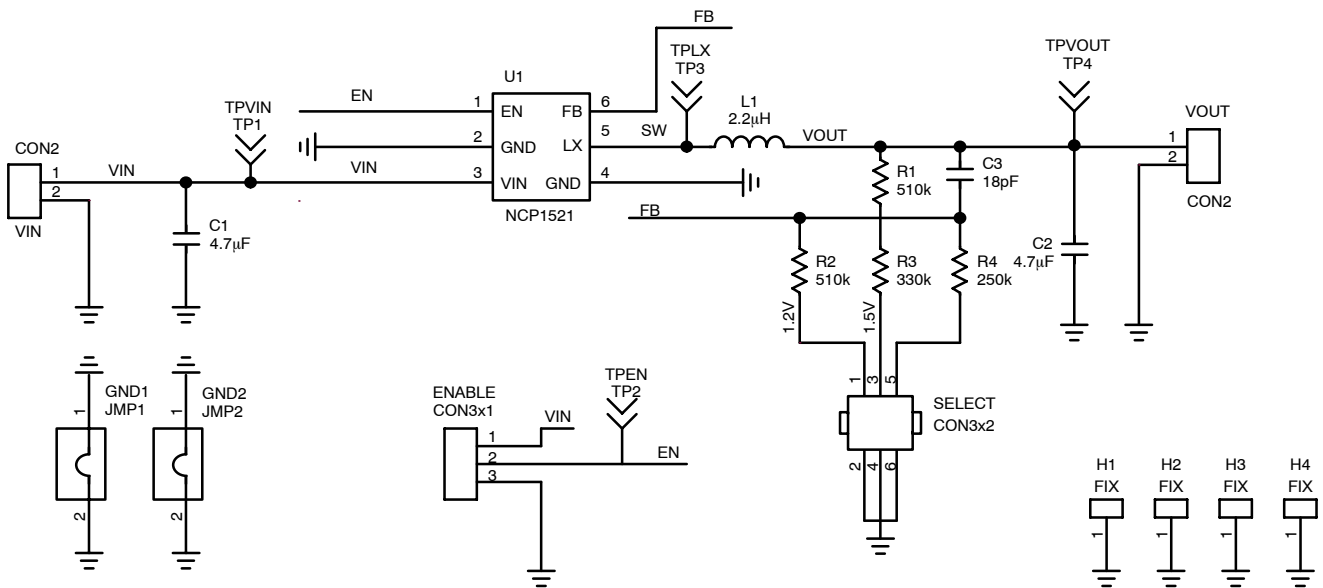 FB
TPLX
TP3
TPVOUT
TP4
U1
EN
1
EN
FB
6
TPVIN
TP1
L1
2.2µH
VOUT
2
GND
LX
5
SW
VOUT
1
2
CON2
CON2
1
2
VIN
VIN
VIN
3
VIN
GND
4
NCP1521
R1
510k
C3
18pF
FB
C1
4.7µF
R2
510k
R3
330k
R4
250k
C2
4.7µF
1.2V
1.5V
GND1
JMP1
GND2
JMP2
1
1
2
2
ENABLE
CON3x1
VIN
TPEN
TP2
1
2
3
EN
1
3
5
SELECT
CON3x2
2
4
6
H1
FIX
H2
FIX
H3
FIX
H4
FIX
1
1
1
1